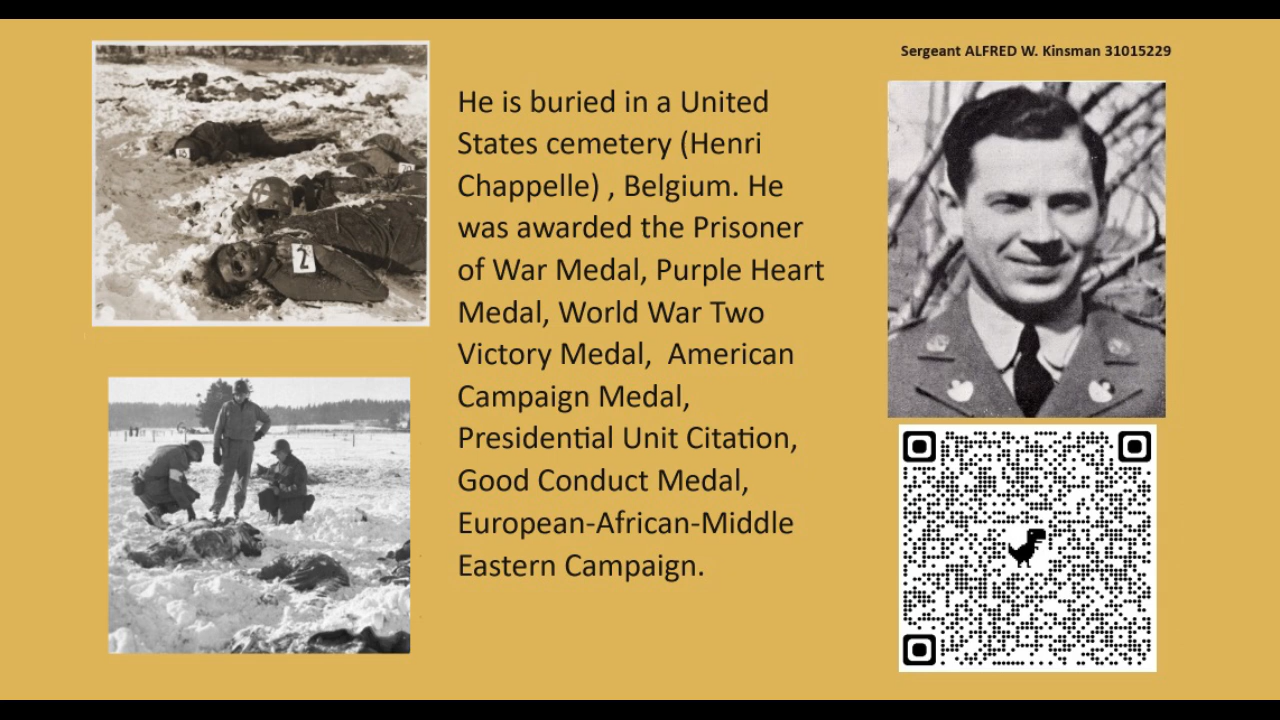 Sergeant ALFRED W. Kinsman 31015229
He is buried in a United
States cemetery (Henri
Chappelle) , Belgium. He
was awarded the Prisoner
of War Medal, Purple Heart
Medal, World War Two
Victory Medal,  American
Campaign Medal,
Presidential Unit Citation,
Good Conduct Medal,
European-African-Middle
Eastern Campaign.
2